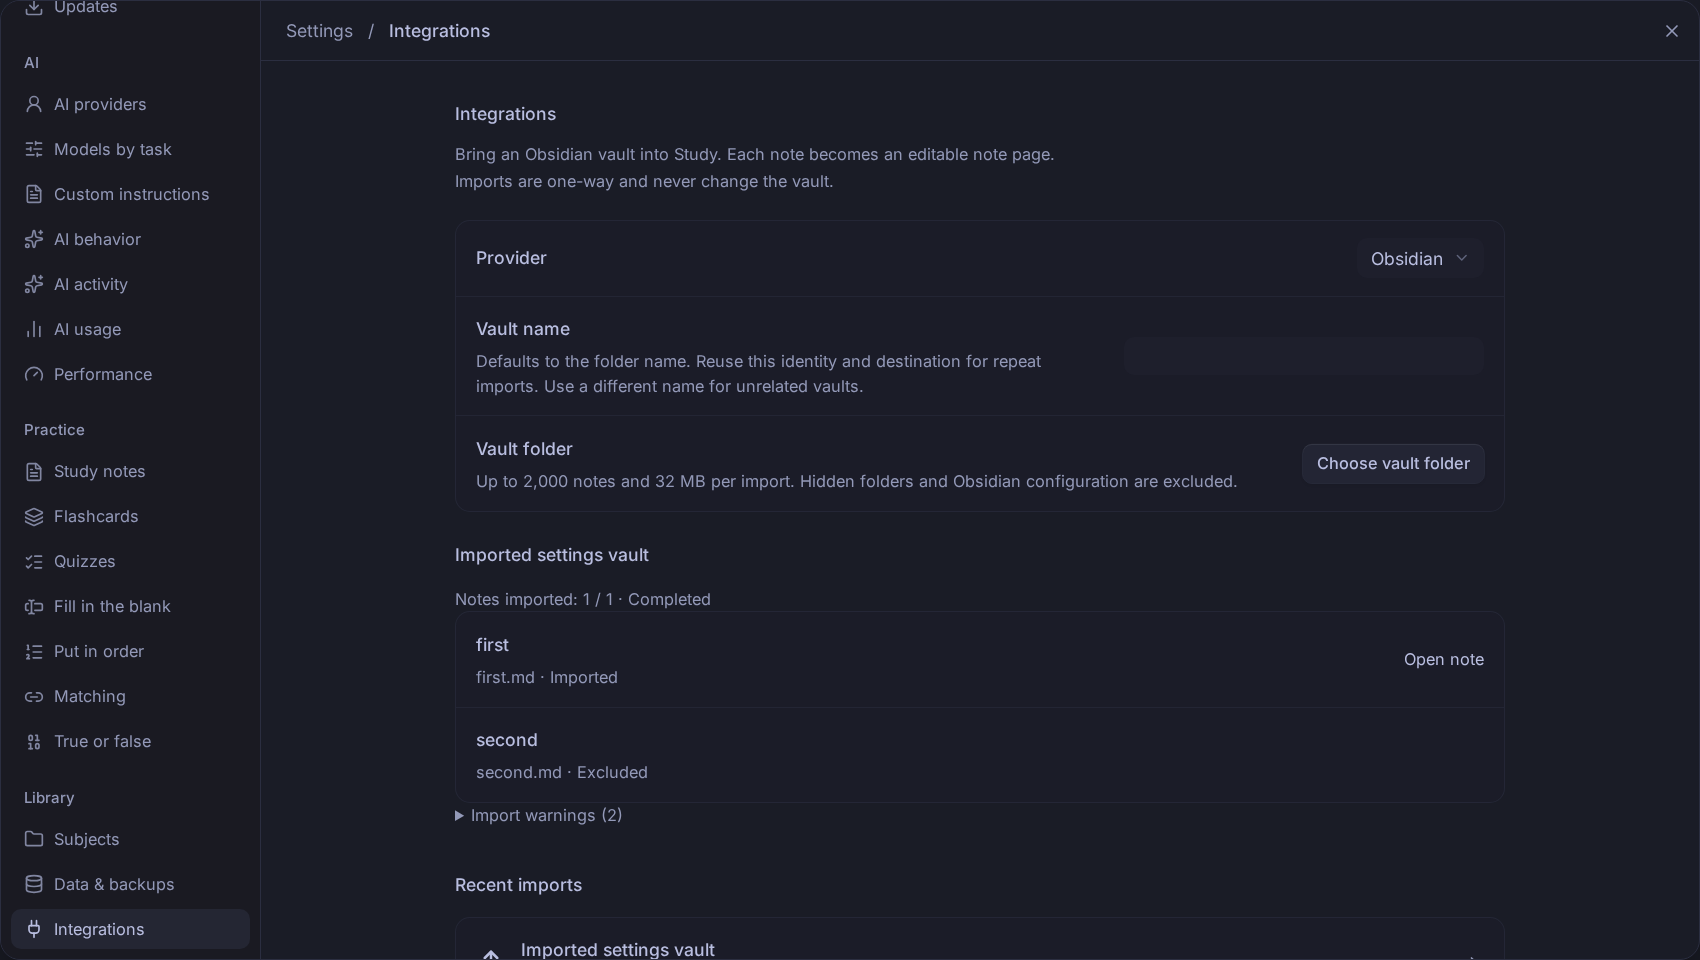 Updates
AI
AI providers
Models by task
Custom instructions
AI behavior
AI activity
AI usage
Performance
Practice
Study notes
Flashcards
Quizzes
Fill in the blank
Put in order
Matching
True or false
Library
Subjects
Data & backups
Integrations
Settings / Integrations
Integrations
Bring an Obsidian vault into Study. Each note becomes an editable note page.
Imports are one-way and never change the vault.
Provider
Obsidian
Vault name
Defaults to the folder name. Reuse this identity and destination for repeat
imports. Use a different name for unrelated vaults.
Vault folder
Up to 2,000 notes and 32 MB per import. Hidden folders and Obsidian configuration are excluded.
Choose vault folder
Imported settings vault
Notes imported: 1 / 1 · Completed
first
first.md · Imported
Open note
second
second.md · Excluded
Import warnings (2)
Recent imports
Imported settings vault